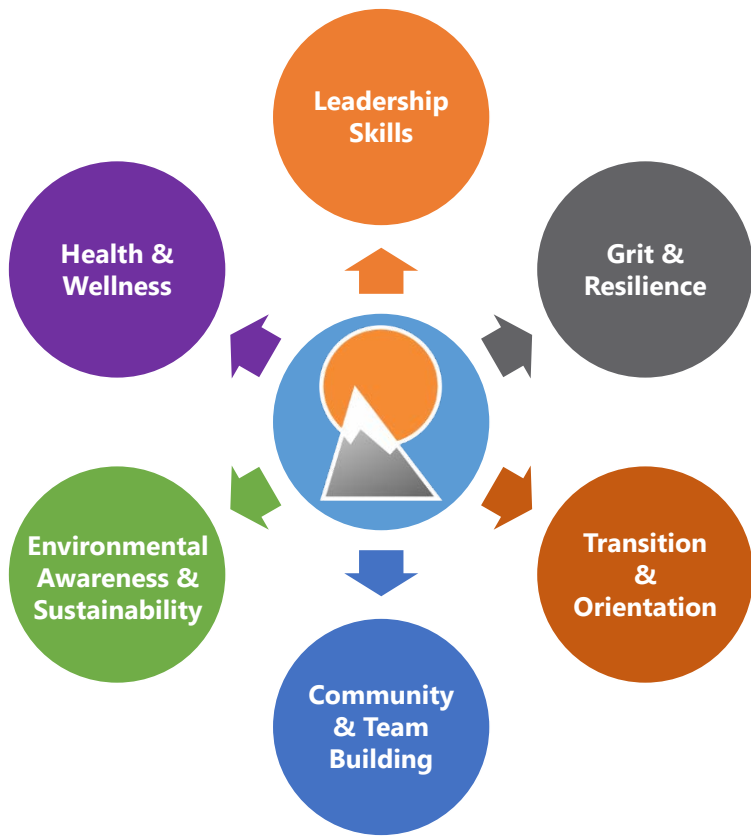 Leadership
Skills
Grit &
Resilience
Transition
&
Orientation
Community
& Team
Building
Environmental
Awareness &
Sustainability
Health &
Wellness